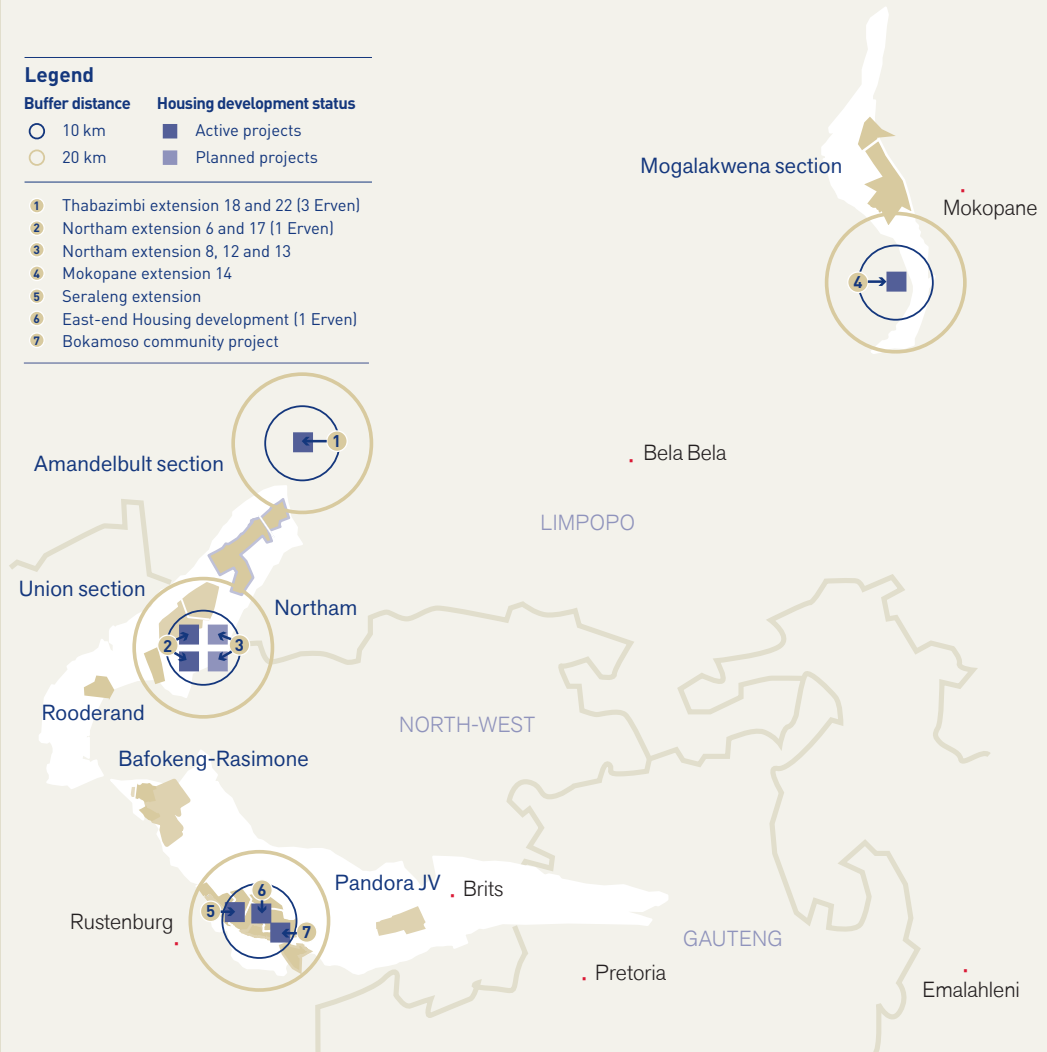 Legend
Buffer distance
Housing development status
10 km
Active projects
20 km
Planned projects
1 Thabazimbi extension 18 and 22 (3 Erven)
2 Northam extension 6 and 17 (1 Erven)
3 Northam extension 8, 12 and 13
4 Mokopane extension 14
5 Seraleng extension
6 East-end Housing development (1 Erven)
7 Bokamoso community project
Mogalakwena section
Mokopane
4
1
Amandelbult section
Bela Bela
LIMPOPO
Union section
Northam
2
3
Rooderand
NORTH-WEST
Bafokeng-Rasimone
Pandora JV
Brits
6
5
7
Rustenburg
GAUTENG
Pretoria
Emalahleni